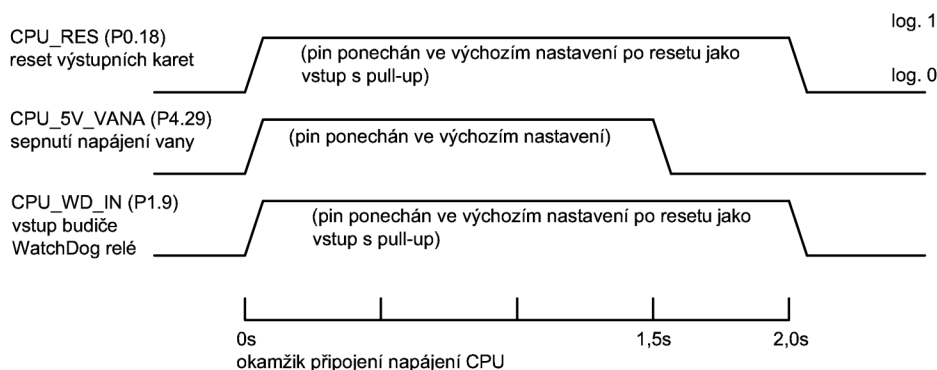 CPU_RES (P0.18)
reset výstupních karet
(pin ponechán ve výchozím nastavení po resetu jako
vstup s pull-up)
log. 1
log. 0
CPU_5V_VANA (P4.29)
sepnutí napájení vany
(pin ponechán ve výchozím nastavení)
CPU_WD_IN (P1.9)
vstup budiče
WatchDog relé
(pin ponechán ve výchozím nastavení po resetu jako
vstup s pull-up)
0s
1,5s
2,0s
okamžik připojení napájení CPU